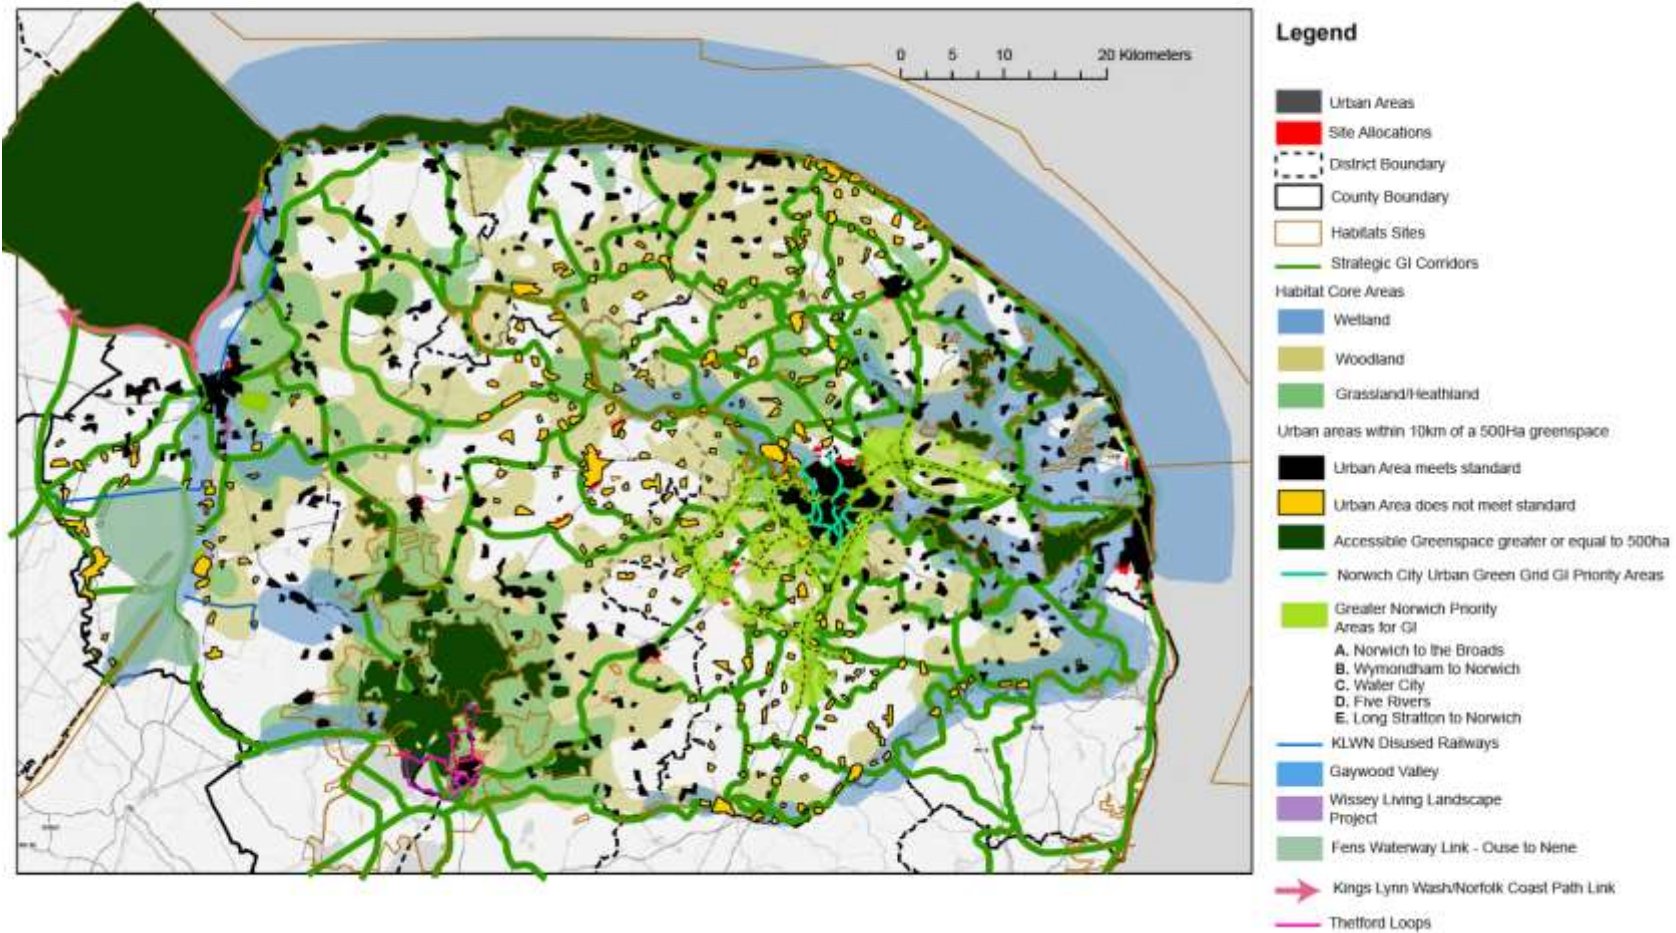 0 5 10 20 Kilometers
Legend
Urban Areas
Site Allocations
District Boundary
County Boundary
Habitats Sites
Strategic GI Corridors
Habitat Core Areas
Wetland
Woodland
Grassland/Heathland
Urban areas within 10km of a 500Ha greenspace
Urban Area meets standard
Urban Area does not meet standard
Accessible Greenspace greater or equal to 500ha
Norwich City Urban Green Grid GI Priority Areas
Greater Norwich Priority
Areas for GI
A. Norwich to the Broads
B. Wymondham to Norwich
C. Water City
D. Five Rivers
E. Long Stratton to Norwich
KLWN Disused Railways
Gaywood Valley
Wissey Living Landscape
Project
Fens Waterway Link - Ouse to Nene
Kings Lynn Wash/Norfolk Coast Path Link
Thetford Loops